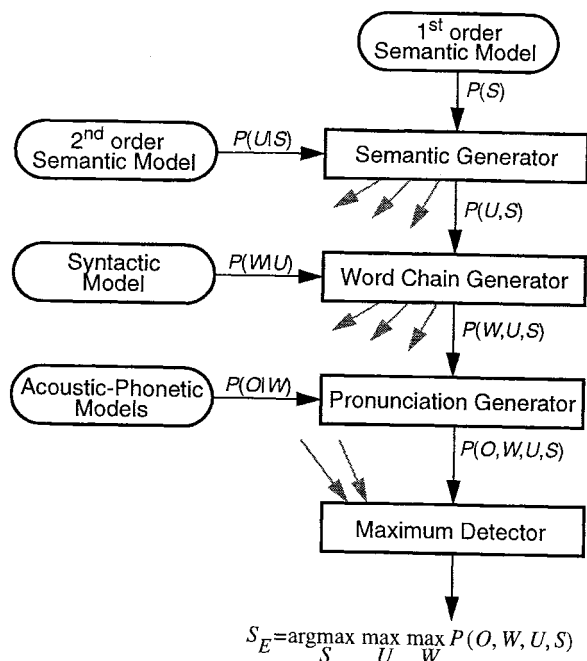 1st order
Semantic Model
P(S)
2nd order
Semantic Model
P(U|S)
Semantic Generator
P(U,S)
Syntactic
Model
P(W|U)
Word Chain Generator
P(W,U,S)
Acoustic-Phonetic
Models
P(O|W)
Pronunciation Generator
P(O,W,U,S)
Maximum Detector
S_E=argmax max max P(O, W, U, S)
S U W